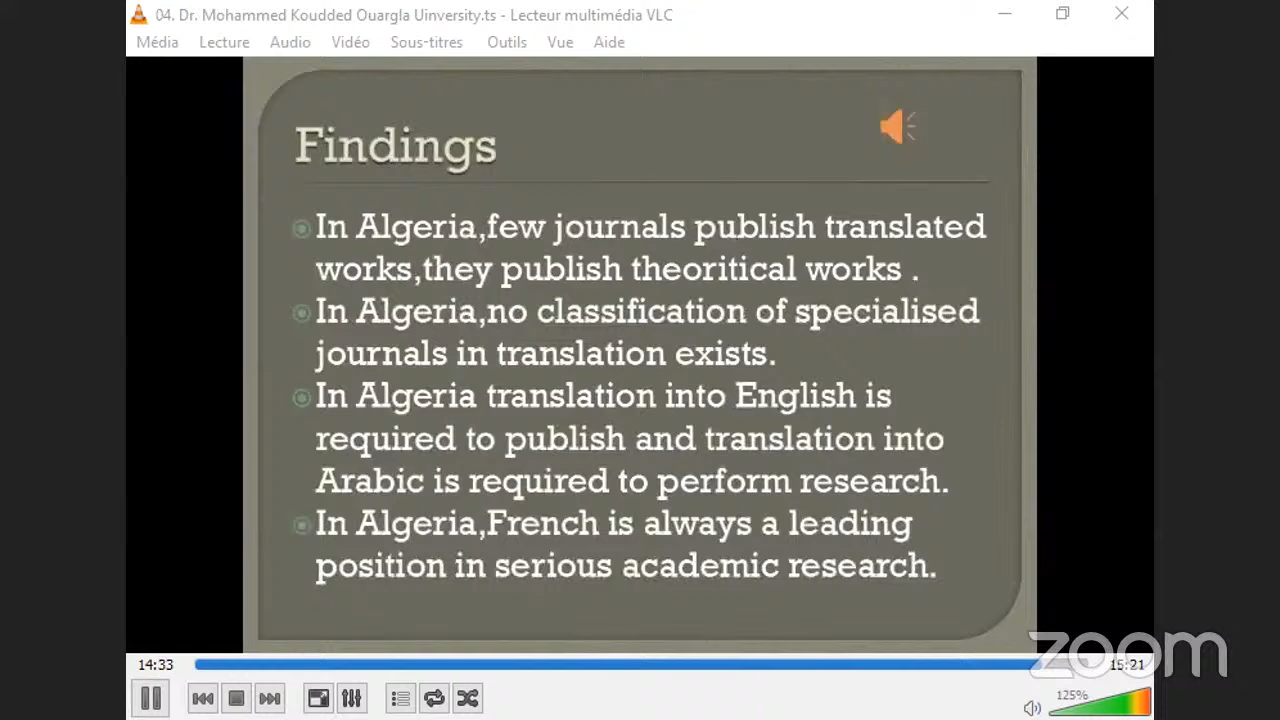 04. Dr. Mohammed Koudded Ouargla Uinversity.ts - Lecteur multimédia VLC
Média Lecture Audio Vidéo Sous-titres Outils Vue Aide
Findings
In Algeria,few journals publish translated
works,they publish theoritical works .
In Algeria,no classification of specialised
journals in translation exists.
In Algeria translation into English is
required to publish and translation into
Arabic is required to perform research.
In Algeria,French is always a leading
position in serious academic research.
zoom
14:33 15:21
125%